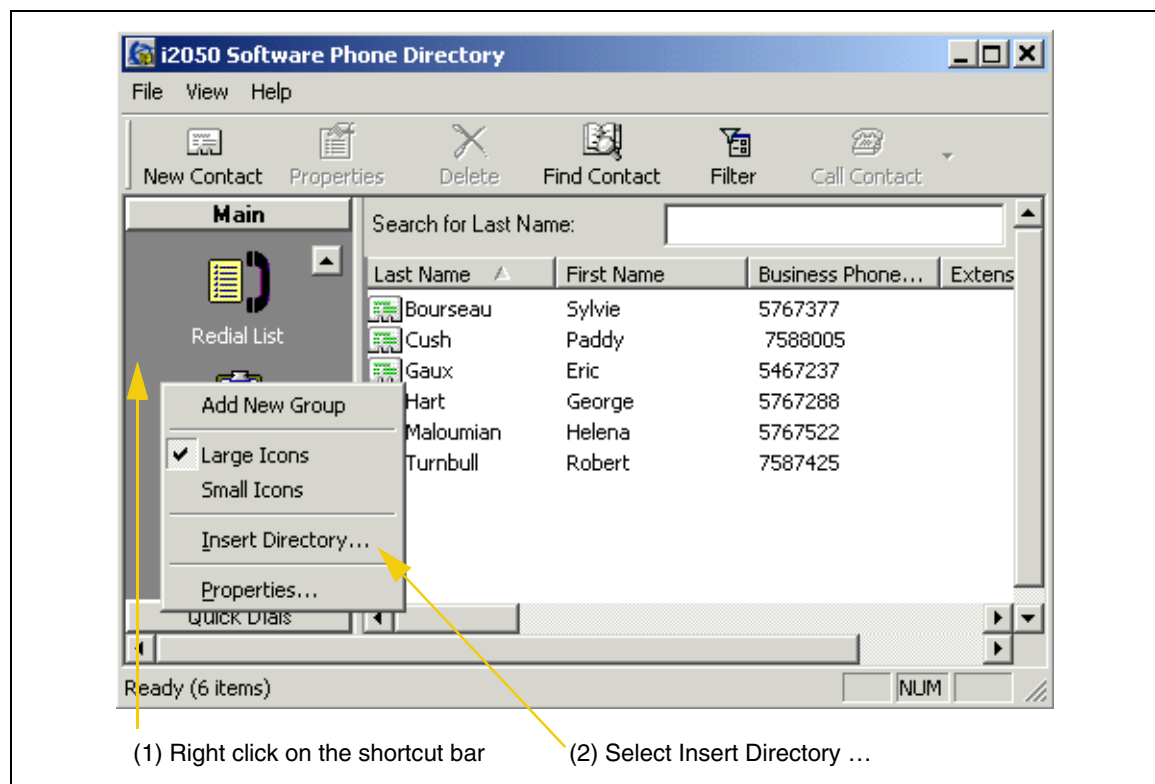 i2050 Software Phone Directory
File View Help
New Contact Properties Delete Find Contact Filter Call Contact
Main
Search for Last Name:
Redial List
Last Name First Name Business Phone... Extens
Bourseau Sylvie 5767377
Cush Paddy 7588005
Gaux Eric 5467237
Hart George 5767288
Maloumian Helena 5767522
Turnbull Robert 7587425
Add New Group
Large Icons
Small Icons
Insert Directory...
Properties...
Quick Dials
Ready (6 items) NUM
(1) Right click on the shortcut bar (2) Select Insert Directory …